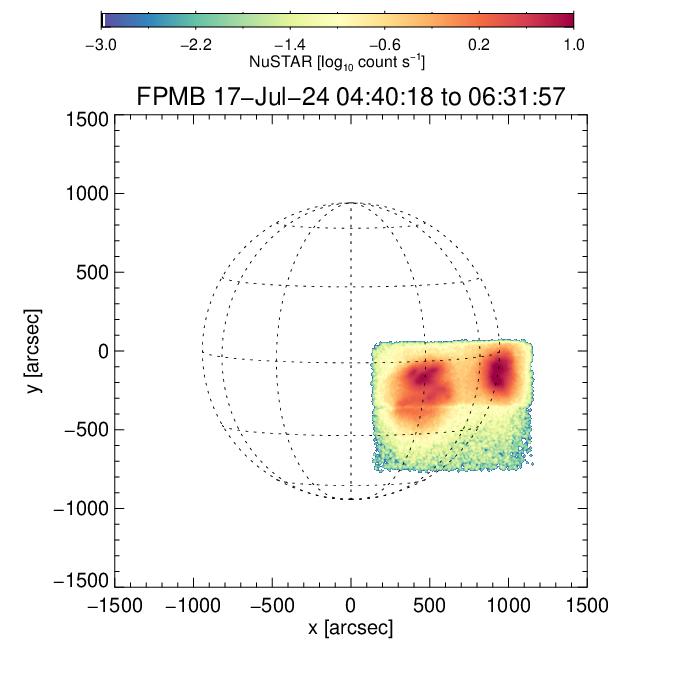 −3.0 −2.2 −1.4 −0.6 0.2 1.0
NuSTAR [log₁₀ count s⁻¹]
FPMB 17−Jul−24 04:40:18 to 06:31:57
1500
1000
500
0
−500
−1000
−1500
y [arcsec]
−1500 −1000 −500 0 500 1000 1500
x [arcsec]